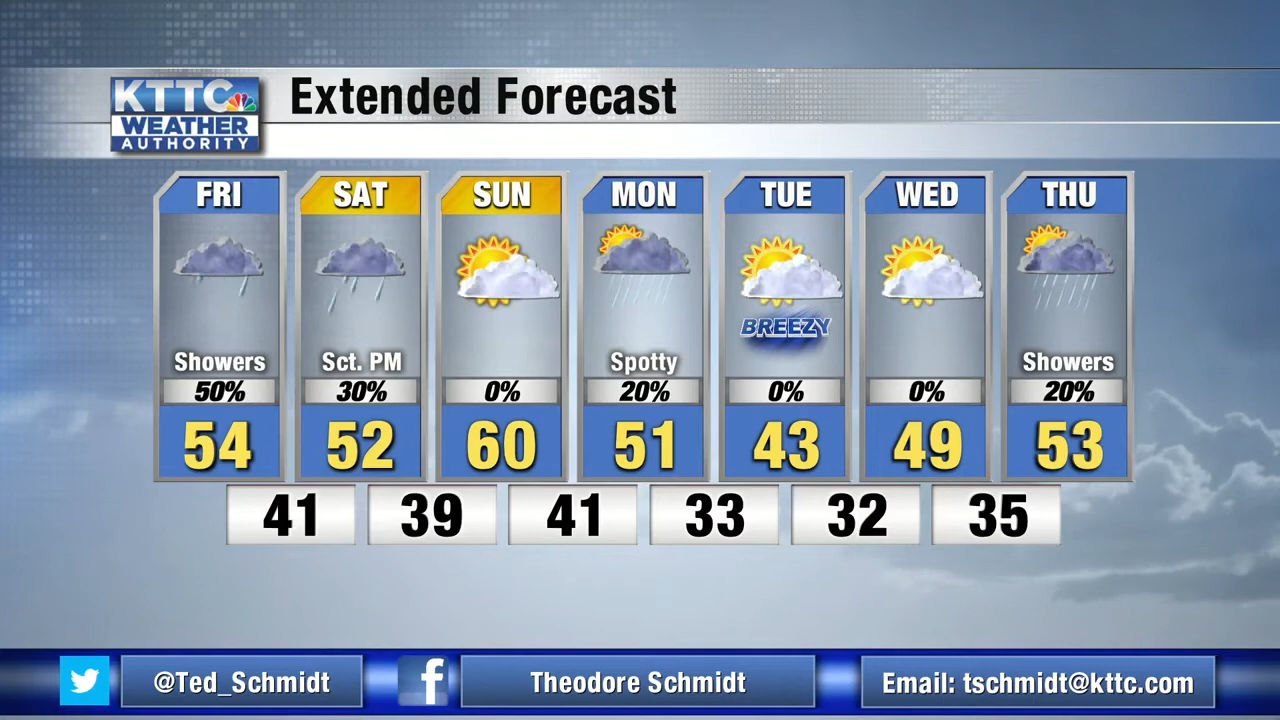 KTTC
WEATHER
AUTHORITY
Extended Forecast
FRI SAT SUN MON TUE WED THU
BREEZY
Showers Sct. PM Spotty Showers
50% 30% 0% 20% 0% 0% 20%
54 52 60 51 43 49 53
41 39 41 33 32 35
@Ted_Schmidt f Theodore Schmidt Email: tschmidt@kttc.com